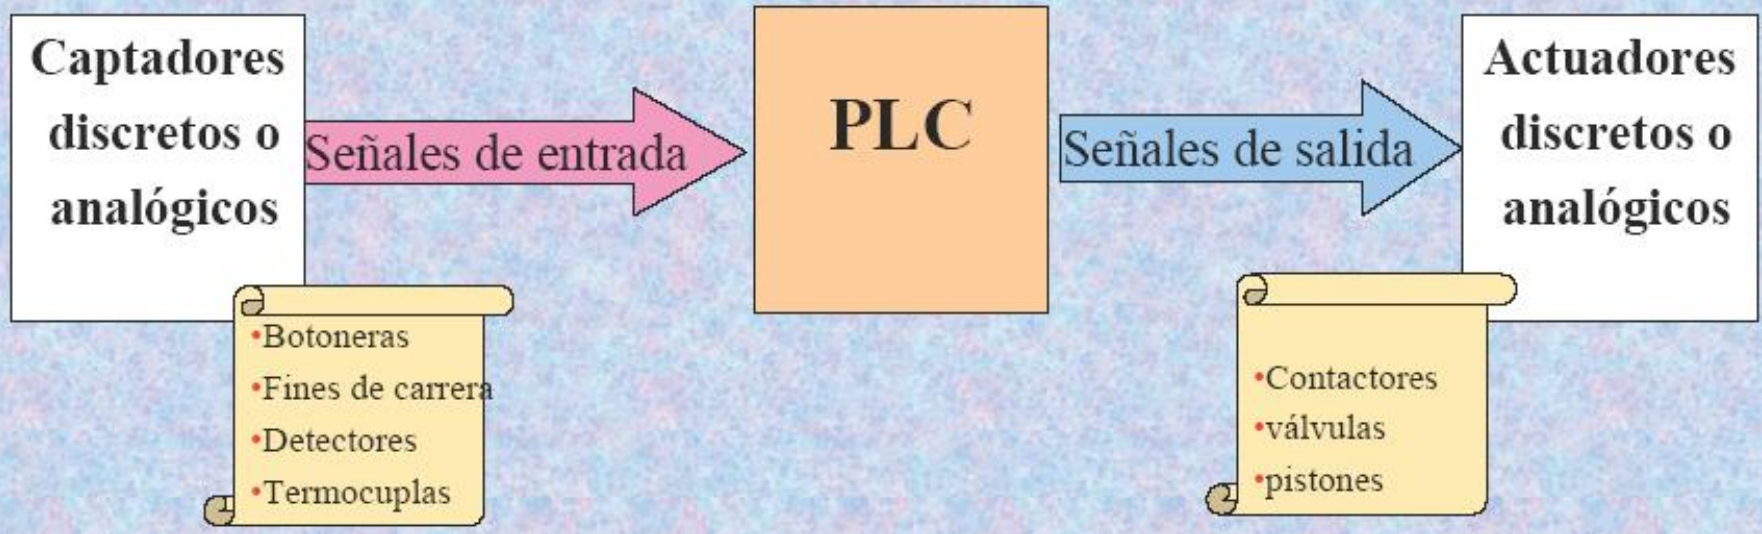 Captadores
discretos o
analógicos
Señales de entrada
PLC
Señales de salida
Actuadores
discretos o
analógicos
•Botoneras
•Fines de carrera
•Detectores
•Termocuplas
•Contactores
•válvulas
•pistones